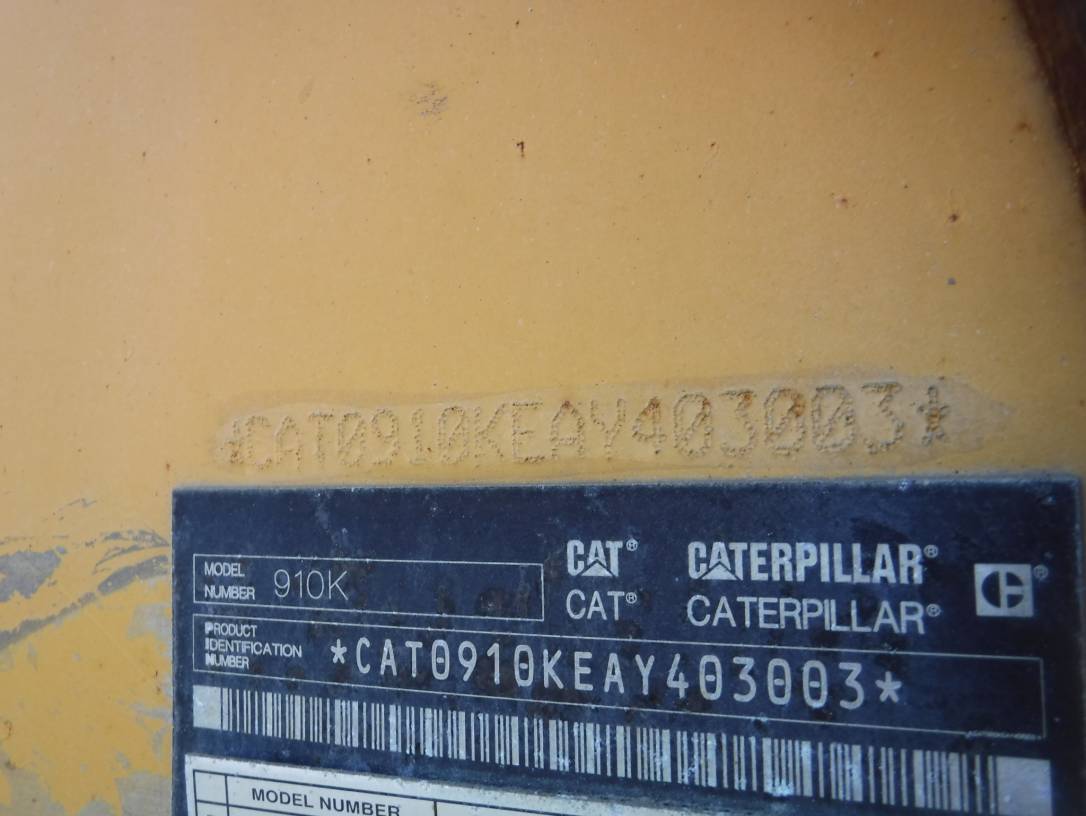 *CAT0910KEAY403003*
MODEL NUMBER 910K
CAT® CATERPILLAR®
CAT® CATERPILLAR®
PRODUCT IDENTIFICATION NUMBER *CAT0910KEAY403003*
MODEL NUMBER